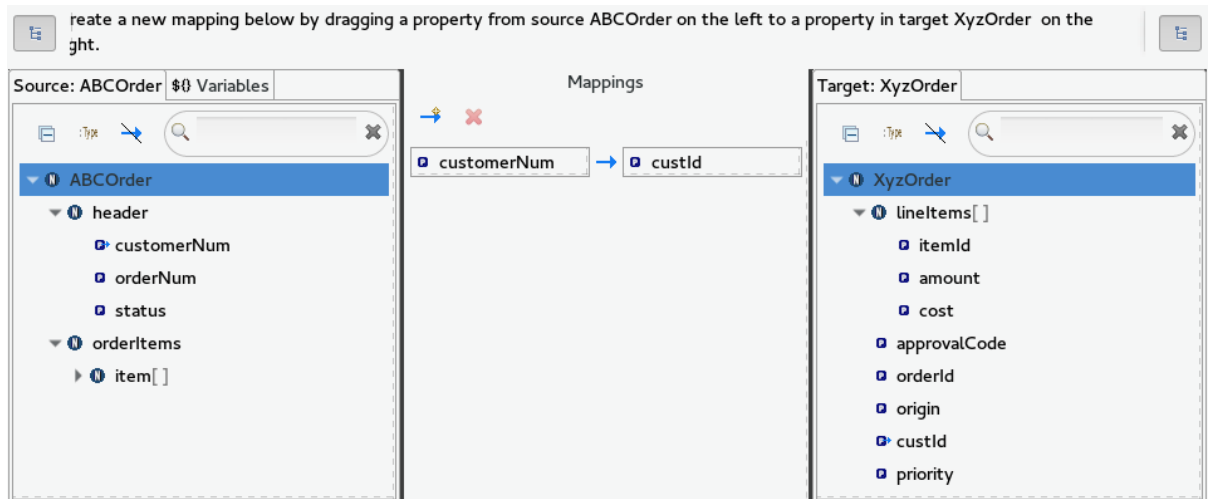 reate a new mapping below by dragging a property from source ABCOrder on the left to a property in target XyzOrder on the
ght.
Source: ABCOrder
${} Variables
:Type
ABCOrder
header
customerNum
orderNum
status
orderItems
item[ ]
Mappings
customerNum
custId
Target: XyzOrder
:Type
XyzOrder
lineItems[ ]
itemId
amount
cost
approvalCode
orderId
origin
custId
priority